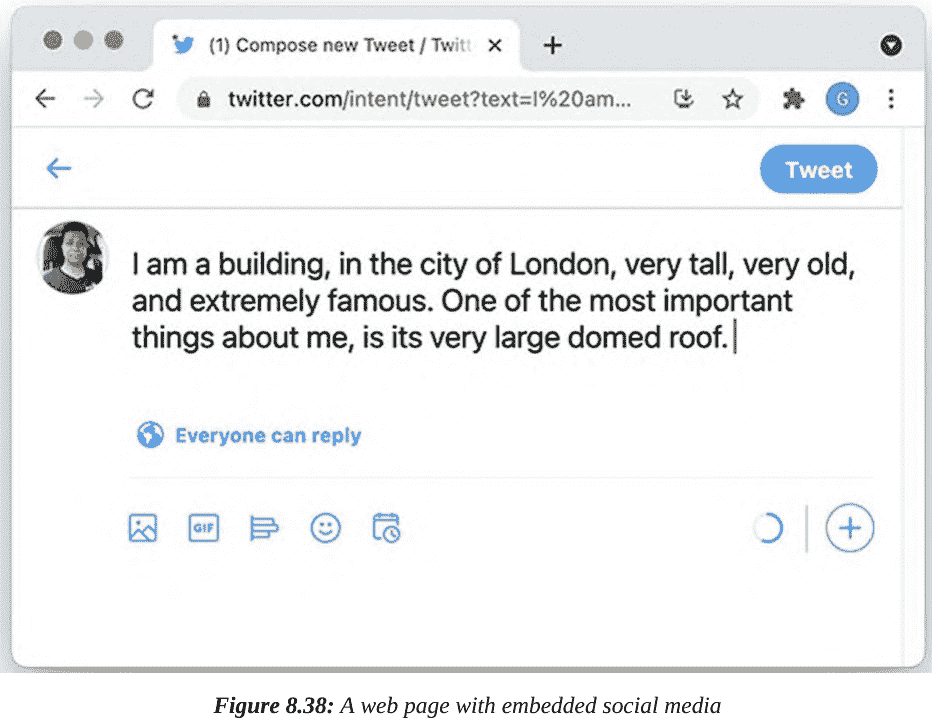 (1) Compose new Tweet / Twitt
twitter.com/intent/tweet?text=I%20am...
G
Tweet
I am a building, in the city of London, very tall, very old,
and extremely famous. One of the most important
things about me, is its very large domed roof.
Everyone can reply
GIF
Figure 8.38: A web page with embedded social media